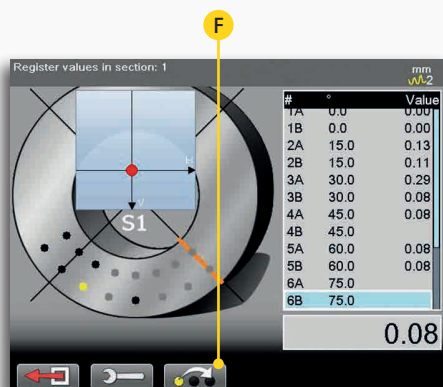 F
Register values in section: 1
mm
2
# ° Value
1A 0.0 0.00
1B 0.0 0.00
2A 15.0 0.13
2B 15.0 0.11
3A 30.0 0.29
3B 30.0 0.08
4A 45.0 0.08
4B 45.0
5A 60.0 0.08
5B 60.0 0.08
6A 75.0
6B 75.0
H
V
S1
0.08